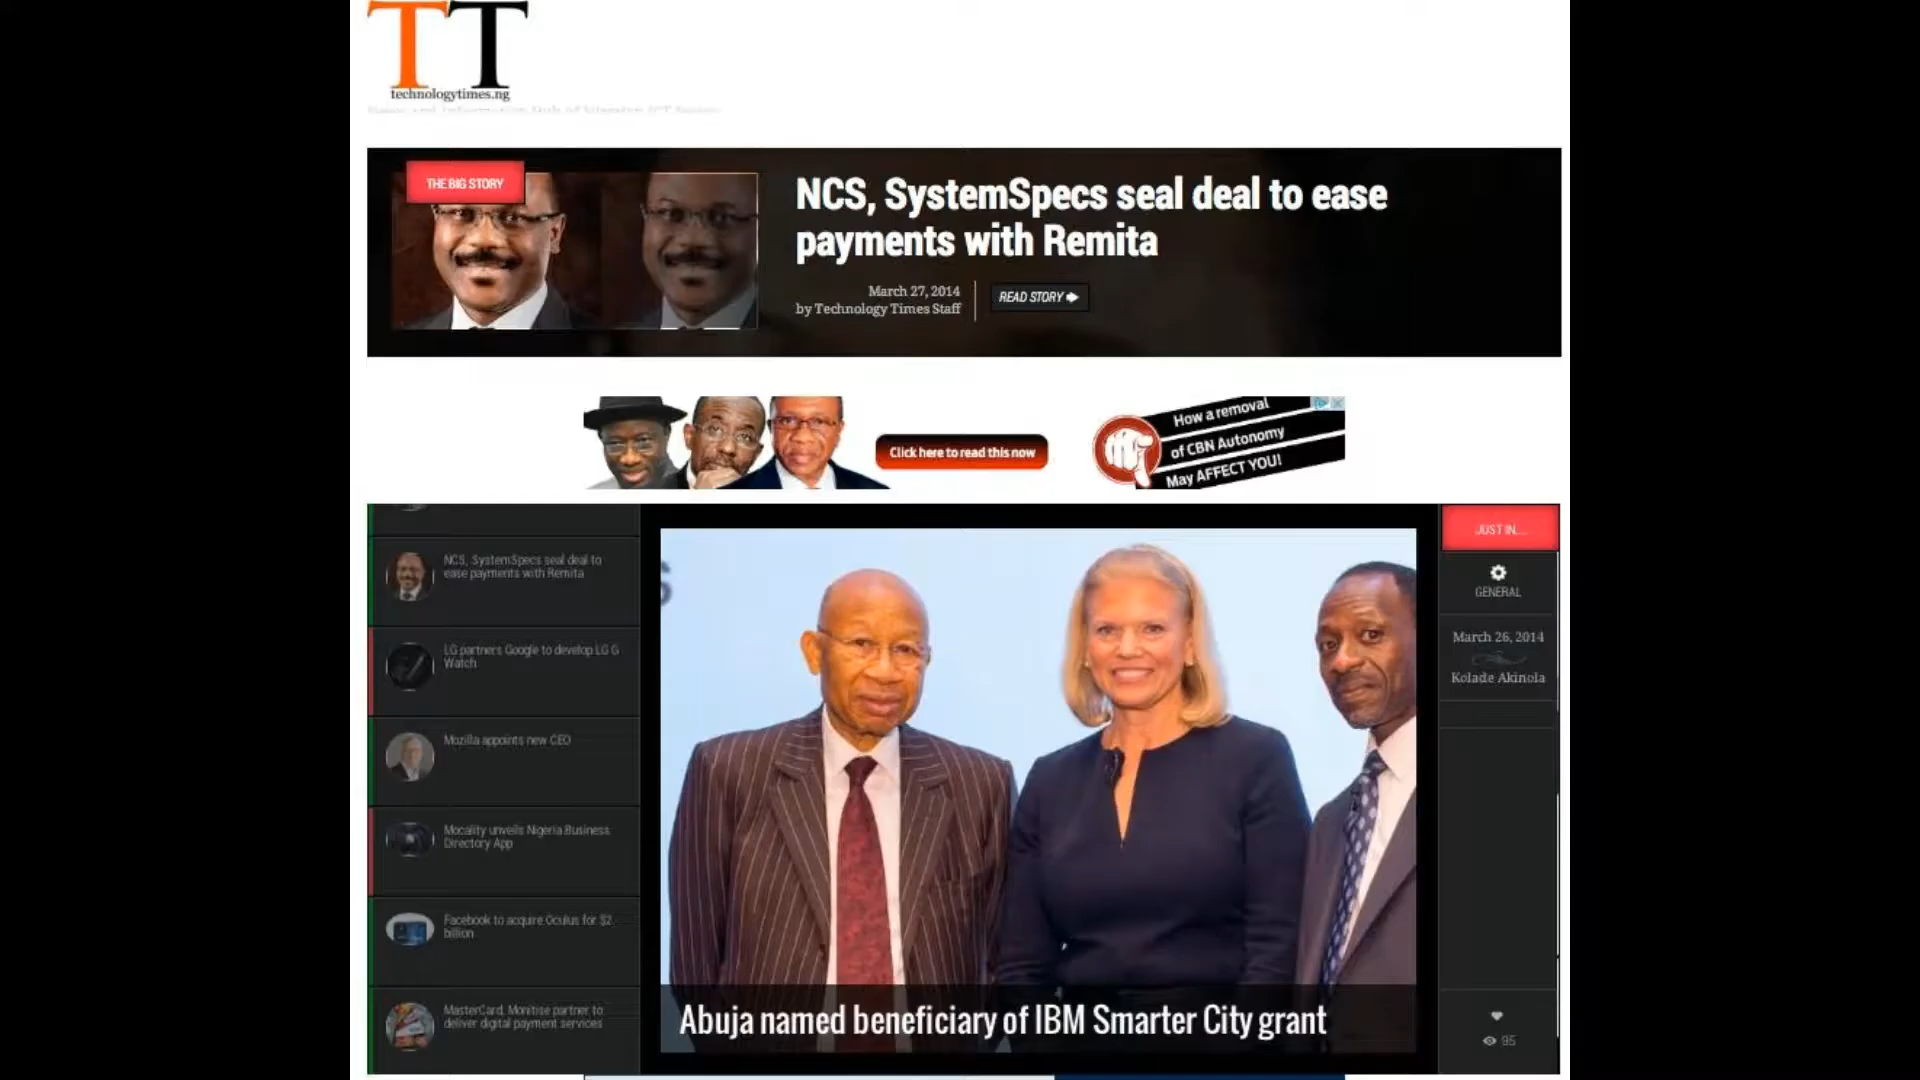 TT
technologytimes.ng
THE BIG STORY
NCS, SystemSpecs seal deal to ease
payments with Remita
March 27, 2014
by Technology Times Staff
READ STORY
Click here to read this now
How a removal
of CBN Autonomy
May AFFECT YOU!
NCS, SystemSpecs seal deal to
ease payments with Remita
LG partners Google to develop LG G
Watch
Mozilla appoints new CEO
Mocality unveils Nigeria Business
Directory App
Facebook to acquire Oculus for $2
billion
MasterCard, Monitise partner to
deliver digital payment services
Abuja named beneficiary of IBM Smarter City grant
JUST IN...
GENERAL
March 26, 2014
Kolade Akinola
95